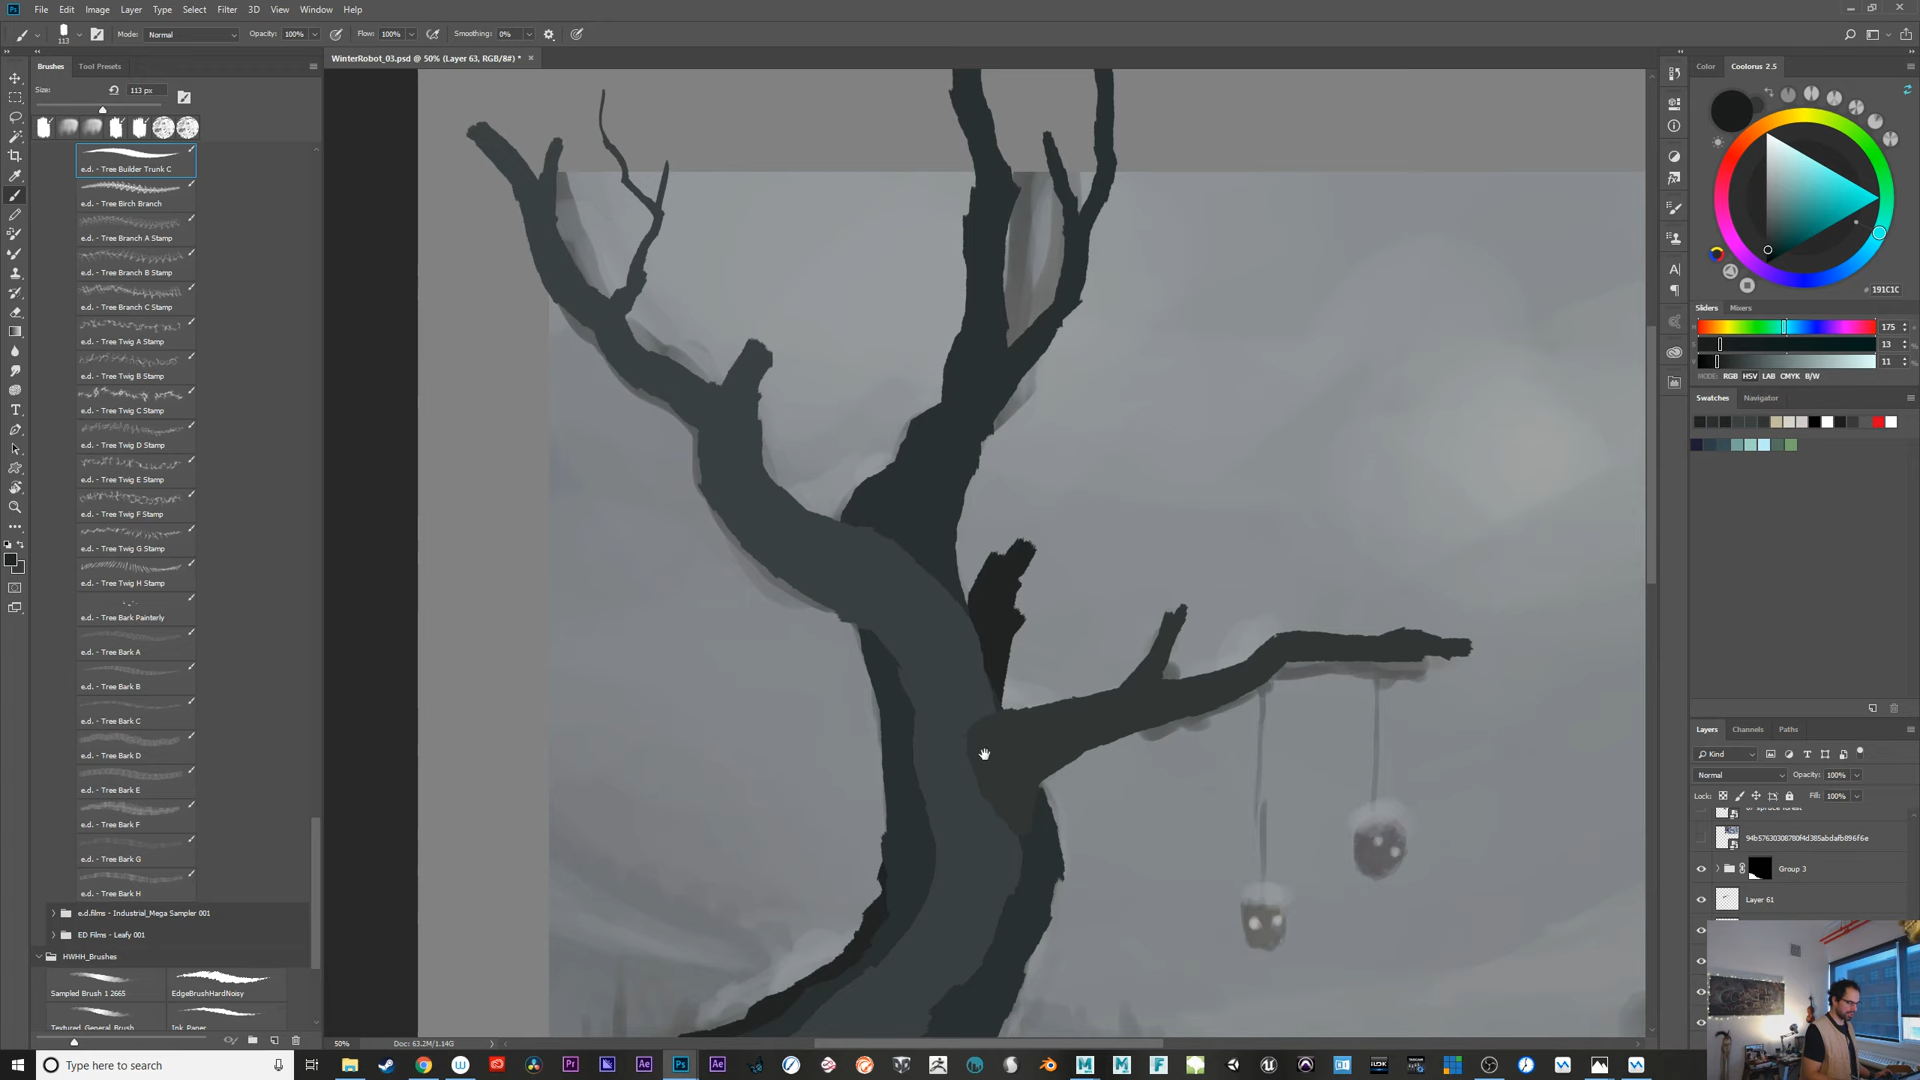 File Edit Image Layer Type Select Filter 3D View Window Help
113 Mode: Normal Opacity: 100% Flow: 100% Smoothing: 0%
WinterRobot_03.psd @ 50% (Layer 63, RGB/8#) *
Brushes Tool Presets
Size: 113 px
e.d. - Tree Builder Trunk C
e.d. - Tree Birch Branch
e.d. - Tree Branch A Stamp
e.d. - Tree Branch B Stamp
e.d. - Tree Branch C Stamp
e.d. - Tree Twig A Stamp
e.d. - Tree Twig B Stamp
e.d. - Tree Twig C Stamp
e.d. - Tree Twig D Stamp
e.d. - Tree Twig E Stamp
e.d. - Tree Twig F Stamp
e.d. - Tree Twig G Stamp
e.d. - Tree Twig H Stamp
e.d. - Tree Bark Painterly
e.d. - Tree Bark A
e.d. - Tree Bark B
e.d. - Tree Bark C
e.d. - Tree Bark D
e.d. - Tree Bark E
e.d. - Tree Bark F
e.d. - Tree Bark G
e.d. - Tree Bark H
e.d.films - Industrial_Mega Sampler 001
ED Films - Leafy 001
HWHH_Brushes
Sampled Brush 1 2665 EdgeBrushHardNoisy
Textured_General_Brush Ink_Paper
50% Doc: 63.2M/1.14G
Color Coolorus 2.5
# 191C1C
Sliders Mixers
H 175
S 13 %
V 11 %
MODE: RGB HSV LAB CMYK B/W
Swatches Navigator
Layers Channels Paths
Kind
Normal Opacity: 100%
Lock: Fill: 100%
94b57630308780f4d385abdafb896f6e
Group 3
Layer 61
Type here to search